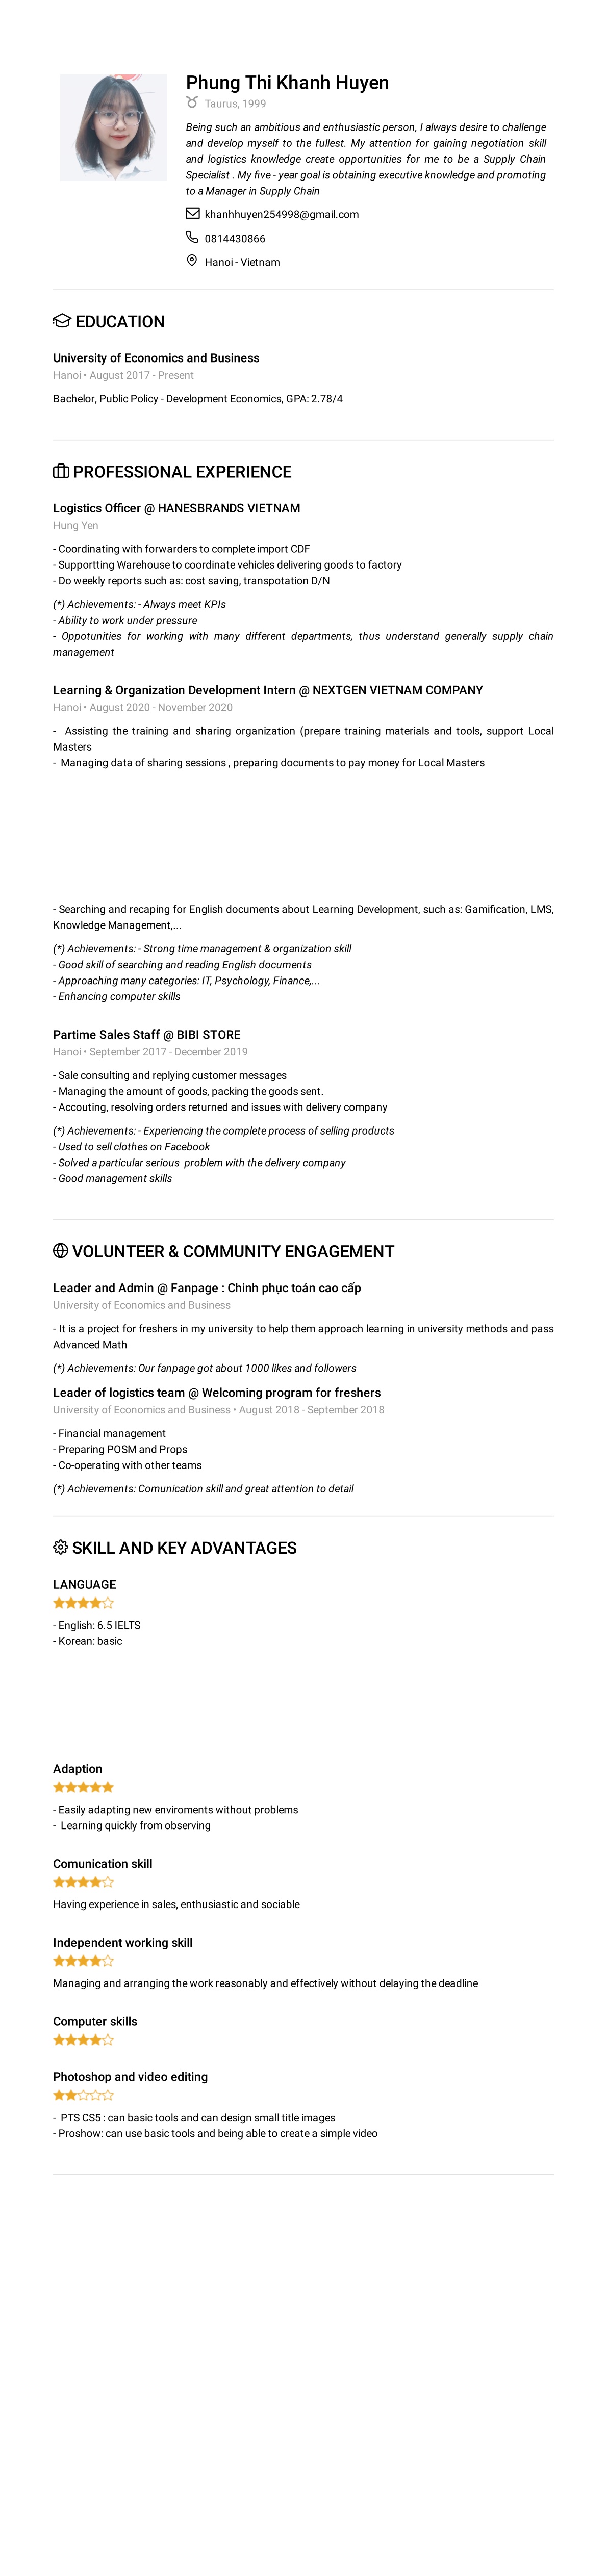 Phung Thi Khanh Huyen
Taurus, 1999
Being such an ambitious and enthusiastic person, I always desire to challenge
and develop myself to the fullest. My attention for gaining negotiation skill
and logistics knowledge create opportunities for me to be a Supply Chain
Specialist . My five - year goal is obtaining executive knowledge and promoting
to a Manager in Supply Chain
khanhhuyen254998@gmail.com
0814430866
Hanoi - Vietnam
EDUCATION
University of Economics and Business
Hanoi • August 2017 - Present
Bachelor, Public Policy - Development Economics, GPA: 2.78/4
PROFESSIONAL EXPERIENCE
Logistics Officer @ HANESBRANDS VIETNAM
Hung Yen
- Coordinating with forwarders to complete import CDF
- Supportting Warehouse to coordinate vehicles delivering goods to factory
- Do weekly reports such as: cost saving, transpotation D/N
(*) Achievements: - Always meet KPIs
- Ability to work under pressure
- Oppotunities for working with many different departments, thus understand generally supply chain
management
Learning & Organization Development Intern @ NEXTGEN VIETNAM COMPANY
Hanoi • August 2020 - November 2020
- Assisting the training and sharing organization (prepare training materials and tools, support Local
Masters
- Managing data of sharing sessions , preparing documents to pay money for Local Masters
- Searching and recaping for English documents about Learning Development, such as: Gamification, LMS,
Knowledge Management,...
(*) Achievements: - Strong time management & organization skill
- Good skill of searching and reading English documents
- Approaching many categories: IT, Psychology, Finance,...
- Enhancing computer skills
Partime Sales Staff @ BIBI STORE
Hanoi • September 2017 - December 2019
- Sale consulting and replying customer messages
- Managing the amount of goods, packing the goods sent.
- Accouting, resolving orders returned and issues with delivery company
(*) Achievements: - Experiencing the complete process of selling products
- Used to sell clothes on Facebook
- Solved a particular serious problem with the delivery company
- Good management skills
VOLUNTEER & COMMUNITY ENGAGEMENT
Leader and Admin @ Fanpage : Chinh phục toán cao cấp
University of Economics and Business
- It is a project for freshers in my university to help them approach learning in university methods and pass
Advanced Math
(*) Achievements: Our fanpage got about 1000 likes and followers
Leader of logistics team @ Welcoming program for freshers
University of Economics and Business • August 2018 - September 2018
- Financial management
- Preparing POSM and Props
- Co-operating with other teams
(*) Achievements: Comunication skill and great attention to detail
SKILL AND KEY ADVANTAGES
LANGUAGE
- English: 6.5 IELTS
- Korean: basic
Adaption
- Easily adapting new enviroments without problems
- Learning quickly from observing
Comunication skill
Having experience in sales, enthusiastic and sociable
Independent working skill
Managing and arranging the work reasonably and effectively without delaying the deadline
Computer skills
Photoshop and video editing
- PTS CS5 : can basic tools and can design small title images
- Proshow: can use basic tools and being able to create a simple video